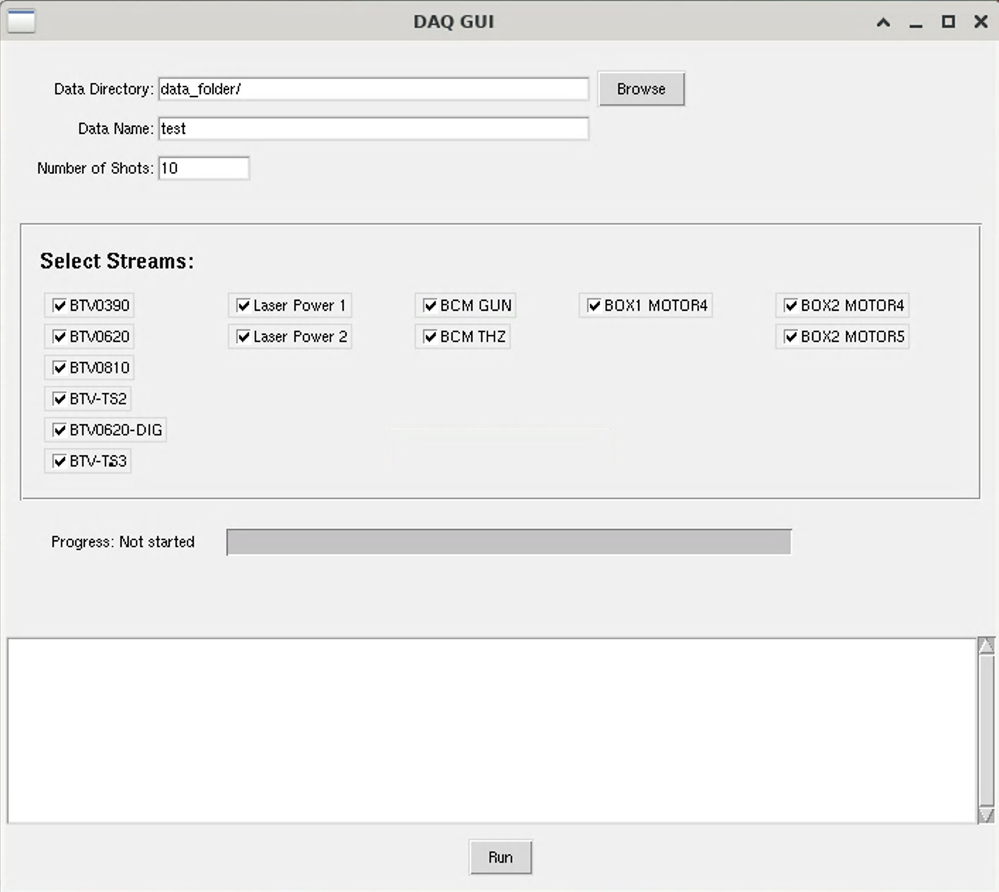 DAQ GUI
Data Directory: data_folder/ Browse
Data Name: test
Number of Shots: 10
Select Streams:
BTV0390 Laser Power 1 BCM GUN BOX1 MOTOR4 BOX2 MOTOR4
BTV0620 Laser Power 2 BCM THZ BOX2 MOTOR5
BTV0810
BTV-TS2
BTV0620-DIG
BTV-TS3
Progress: Not started
Run